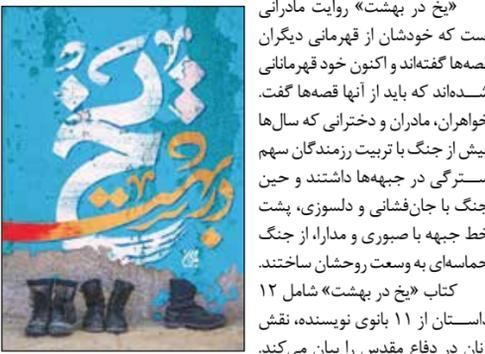 «یخ در بهشت» روایت مادرانی
است که خودشان از قهرمانی دیگران
قصه‌ها گفته‌اند و اکنون خود قهرمانانی
شده‌اند که باید از آنها قصه‌ها گفت.
خواهران، مادران و دخترانی که سال‌ها
پیش از جنگ با تربیت رزمندگان سهم
سترگی در جبهه‌ها داشتند و حین
جنگ با جان‌فشانی و دلسوزی، پشت
خط جبهه با صبوری و مدارا، از جنگ
حماسه‌ای به وسعت روحشان ساختند.
کتاب «یخ در بهشت» شامل ۱۲
داستان از ۱۱ بانوی نویسنده، نقش
زنان در دفاع مقدس را بیان می‌کند.
یخ
در بهشت